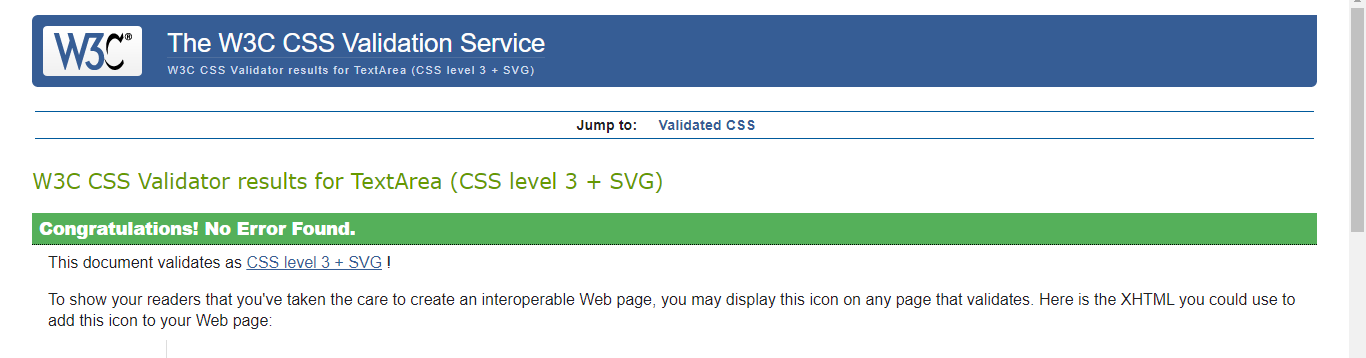 W3C®
The W3C CSS Validation Service
W3C CSS Validator results for TextArea (CSS level 3 + SVG)
Jump to: Validated CSS
W3C CSS Validator results for TextArea (CSS level 3 + SVG)
Congratulations! No Error Found.
This document validates as CSS level 3 + SVG !
To show your readers that you've taken the care to create an interoperable Web page, you may display this icon on any page that validates. Here is the XHTML you could use to
add this icon to your Web page: